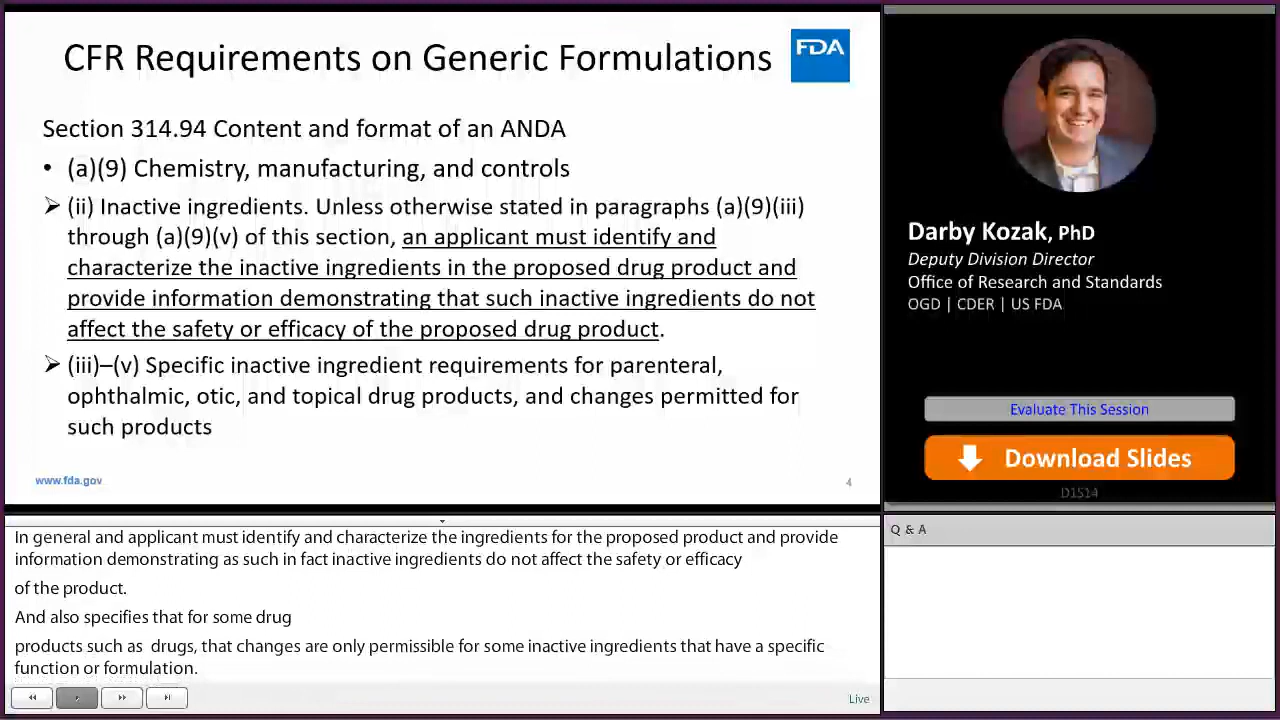 CFR Requirements on Generic Formulations
FDA
Section 314.94 Content and format of an ANDA
• (a)(9) Chemistry, manufacturing, and controls
➢ (ii) Inactive ingredients. Unless otherwise stated in paragraphs (a)(9)(iii)
through (a)(9)(v) of this section, an applicant must identify and
characterize the inactive ingredients in the proposed drug product and
provide information demonstrating that such inactive ingredients do not
affect the safety or efficacy of the proposed drug product.
➢ (iii)–(v) Specific inactive ingredient requirements for parenteral,
ophthalmic, otic, and topical drug products, and changes permitted for
such products
www.fda.gov
4
Darby Kozak, PhD
Deputy Division Director
Office of Research and Standards
OGD | CDER | US FDA
Evaluate This Session
Download Slides
D1S14
In general and applicant must identify and characterize the ingredients for the proposed product and provide
information demonstrating as such in fact inactive ingredients do not affect the safety or efficacy
of the product.
And also specifies that for some drug
products such as drugs, that changes are only permissible for some inactive ingredients that have a specific
function or formulation.
Live
Q & A